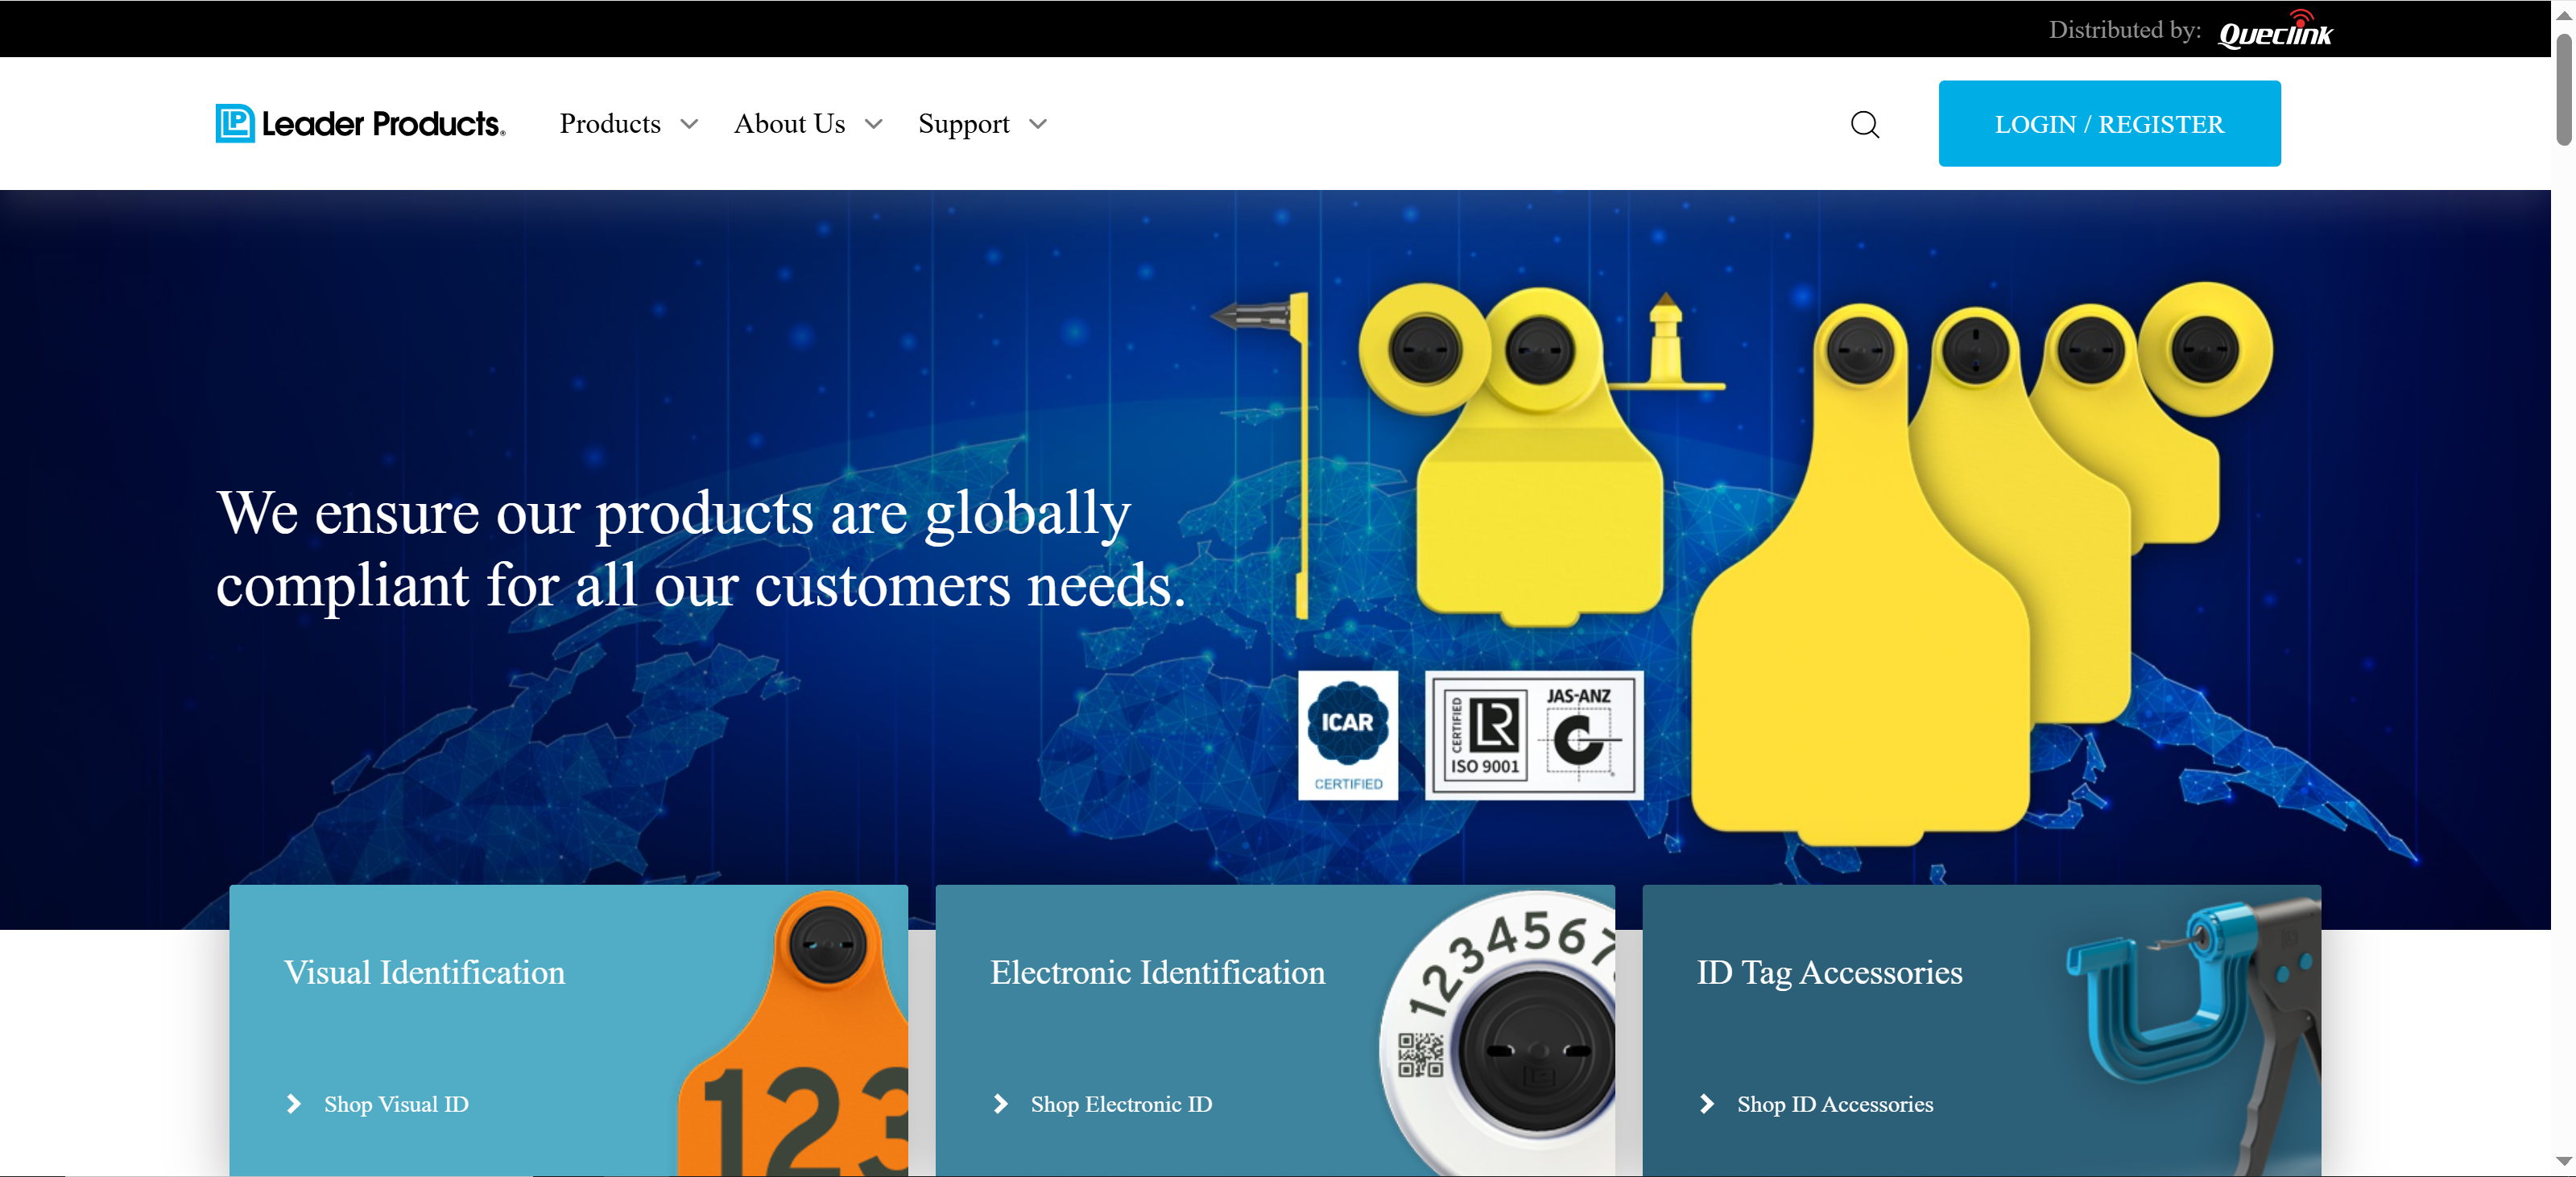 Distributed by: Queclink
Leader Products®
Products
About Us
Support
LOGIN / REGISTER
We ensure our products are globally
compliant for all our customers needs.
ICAR
CERTIFIED
CERTIFIED
LR
ISO 9001
JAS-ANZ
Visual Identification
Shop Visual ID
123
Electronic Identification
Shop Electronic ID
1234567
ID Tag Accessories
Shop ID Accessories